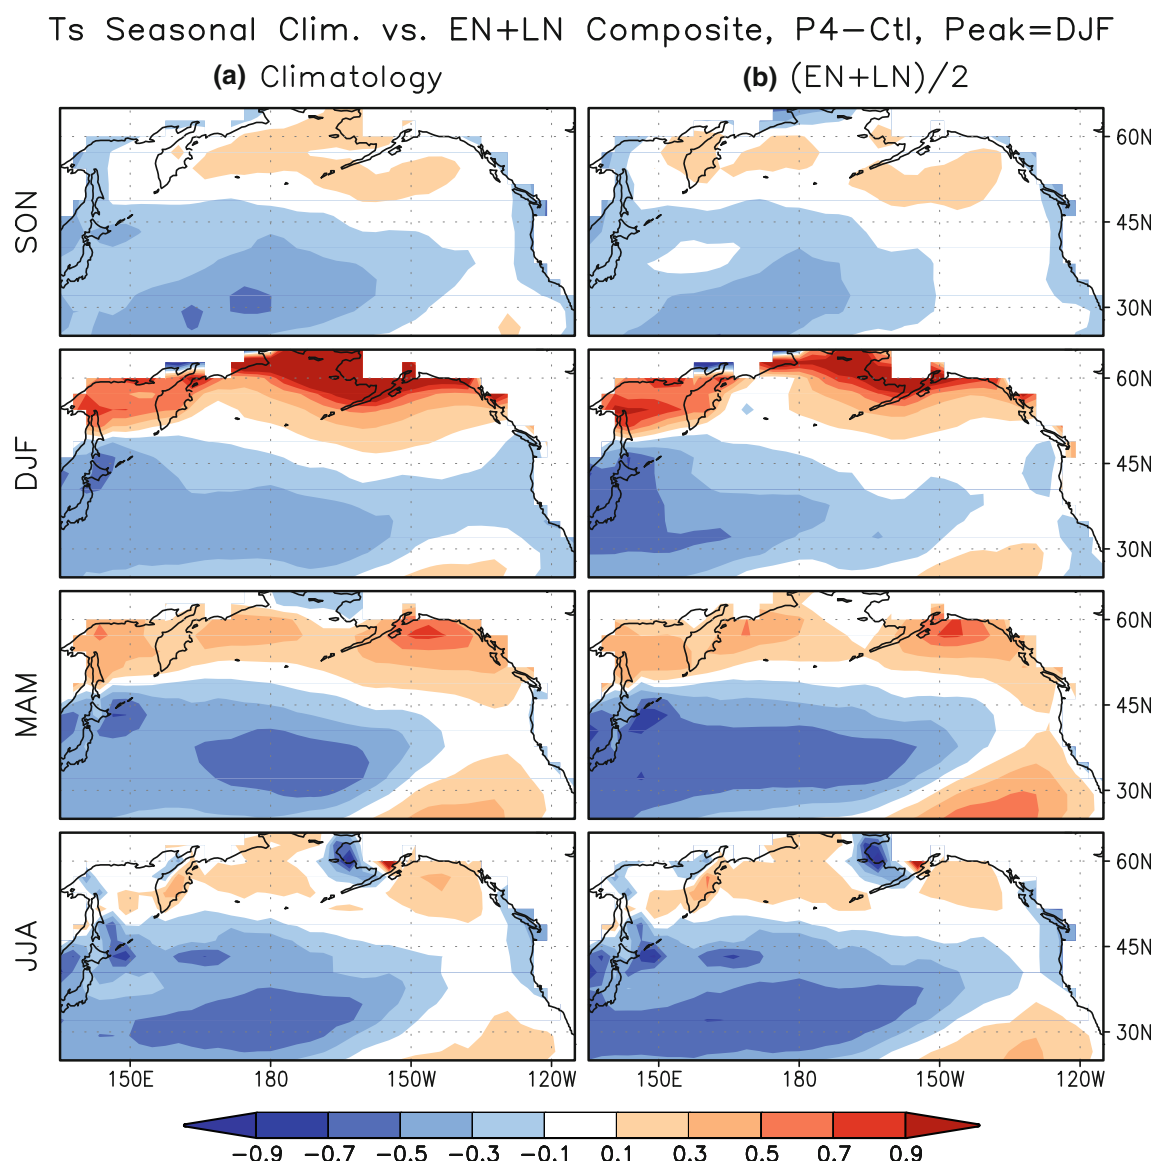 Ts Seasonal Clim. vs. EN+LN Composite, P4-Ctl, Peak=DJF
(a) Climatology
(b) (EN+LN)/2
SON
60N
45N
30N
DJF
60N
45N
30N
MAM
60N
45N
30N
JJA
60N
45N
30N
150E 180 150W 120W
150E 180 150W 120W
-0.9 -0.7 -0.5 -0.3 -0.1 0.1 0.3 0.5 0.7 0.9